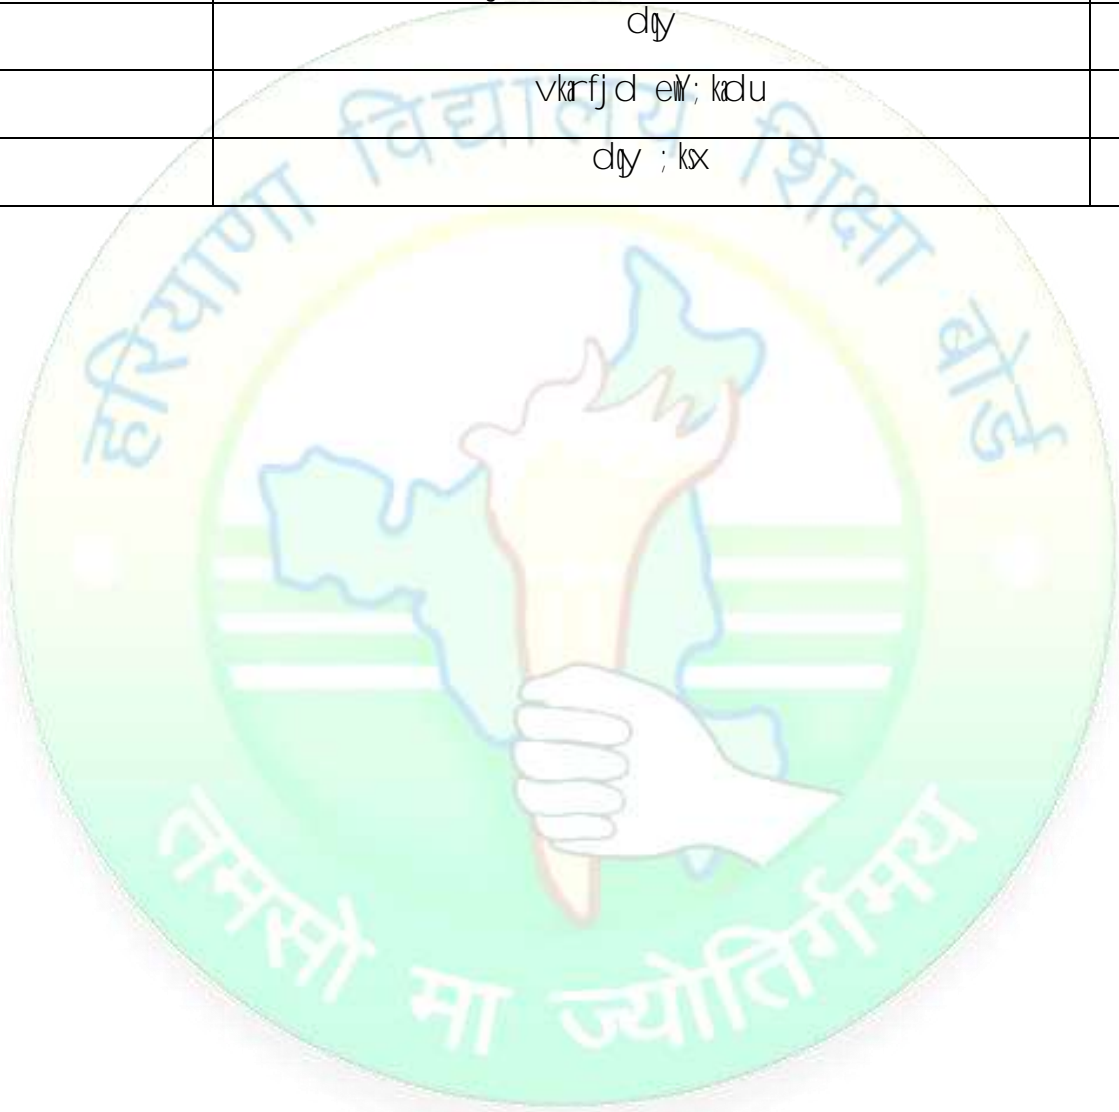 dqy
vkarfjd ewY; kadu
dqy ; ksx
हरियाणा विद्यालय शिक्षा बोर्ड
तमसो मा ज्योतिर्गमय